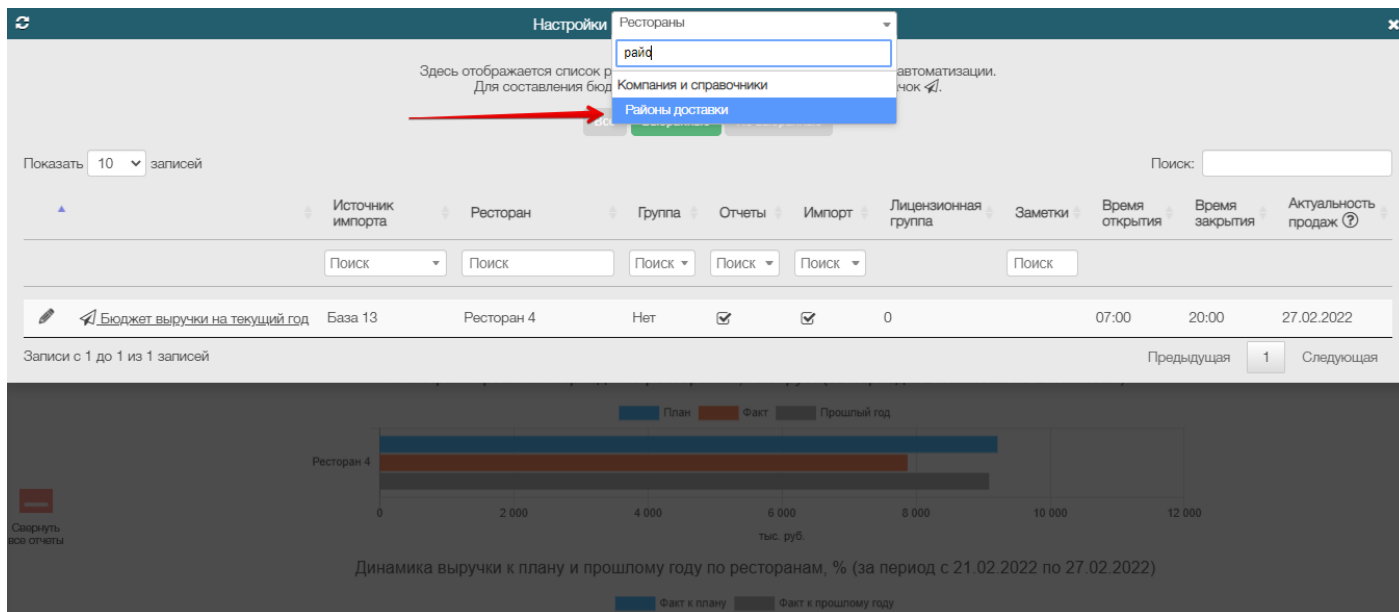 Настройки Рестораны
райо
Здесь отображается список р
автоматизации.
Для составления бюд
Компания и справочники
чок
Районы доставки
Все
Показать 10 записей
Поиск:
Источник импорта
Ресторан
Группа
Отчеты
Импорт
Лицензионная группа
Заметки
Время открытия
Время закрытия
Актуальность продаж ?
Поиск Поиск Поиск Поиск Поиск Поиск
Бюджет выручки на текущий год База 13 Ресторан 4 Нет 0 07:00 20:00 27.02.2022
Записи с 1 до 1 из 1 записей
Предыдущая 1 Следующая
План Факт Прошлый год
Ресторан 4
0 2 000 4 000 6 000 8 000 10 000 12 000
тыс. руб.
Свернуть
все отчеты
Динамика выручки к плану и прошлому году по ресторанам, % (за период с 21.02.2022 по 27.02.2022)
Факт к плану Факт к прошлому году